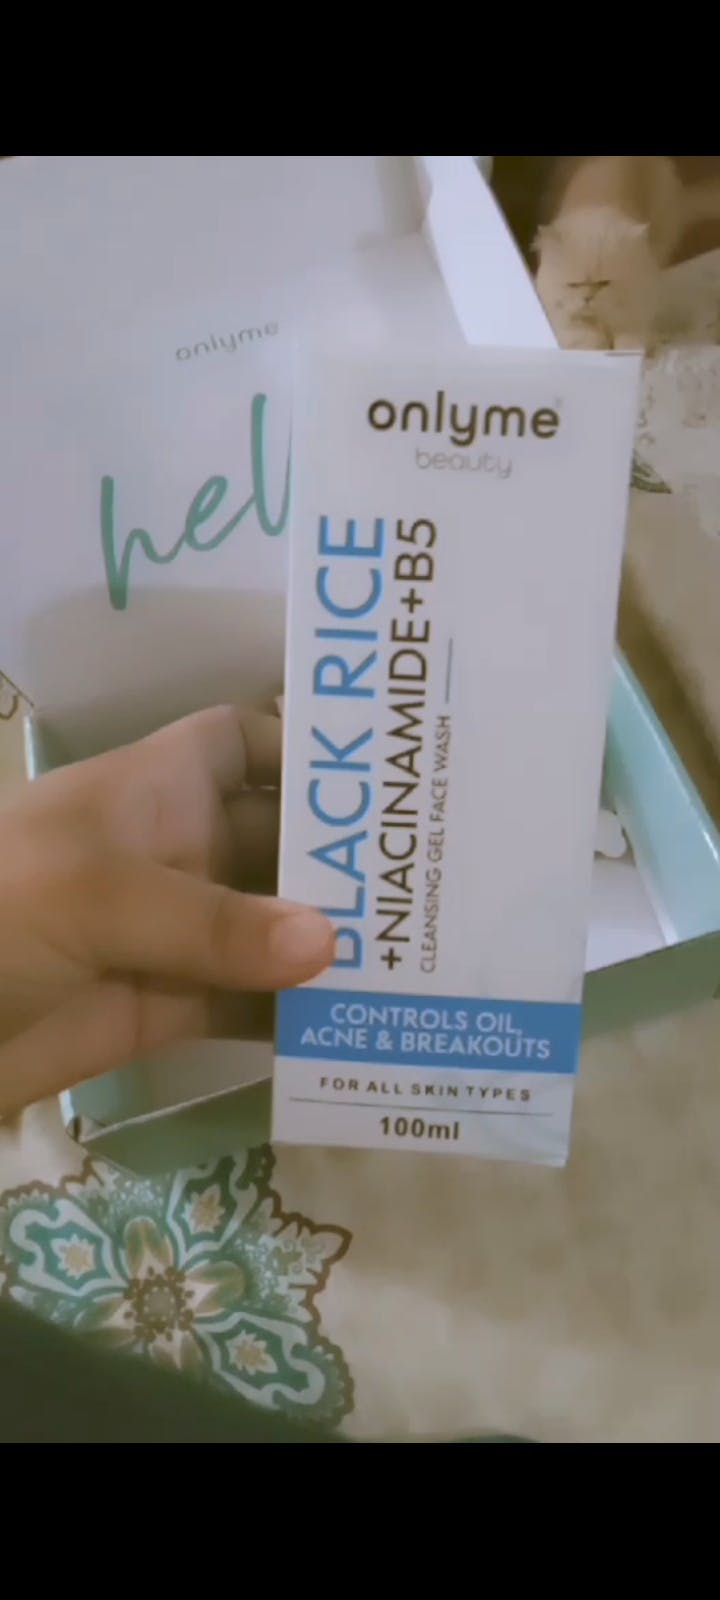 onlyme
hel
onlyme
beauty
BLACK RICE
+NIACINAMIDE+B5
CLEANSING GEL FACE WASH
CONTROLS OIL,
ACNE & BREAKOUTS
FOR ALL SKIN TYPES
100ml